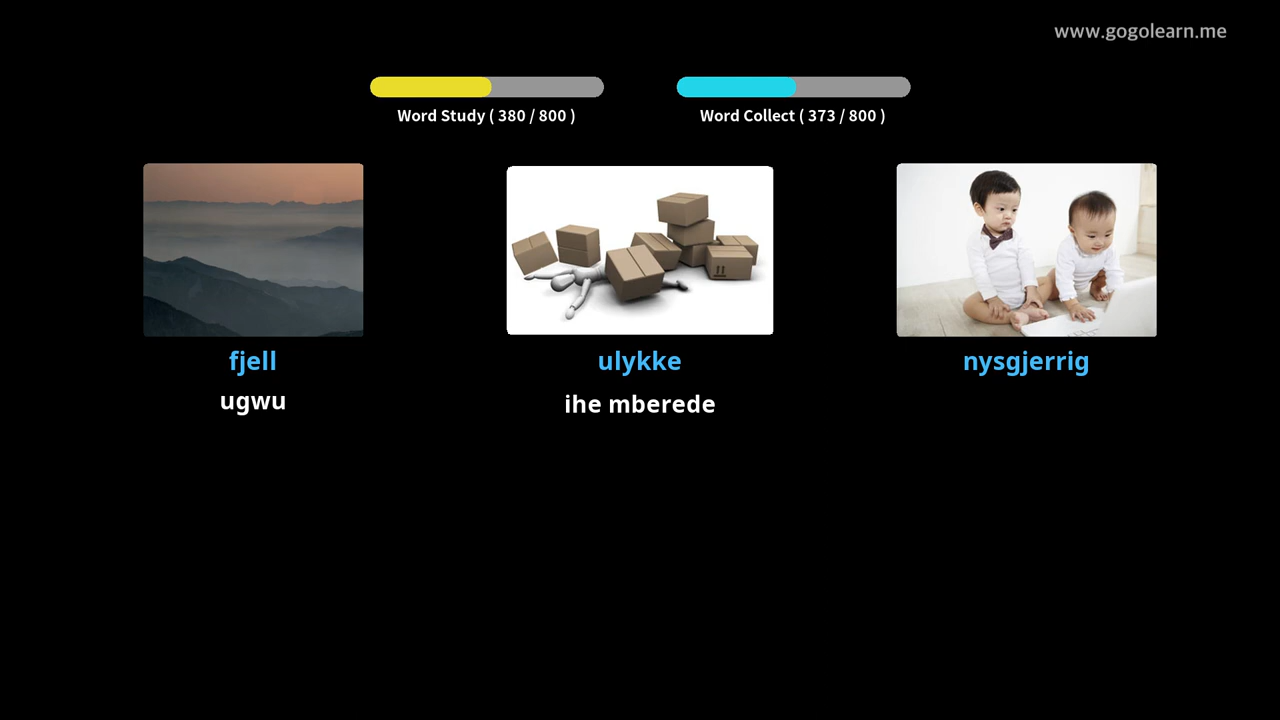 www.gogolearn.me
Word Study ( 380 / 800 )
Word Collect ( 373 / 800 )
fjell
ulykke
nysgjerrig
ugwu
ihe mberede